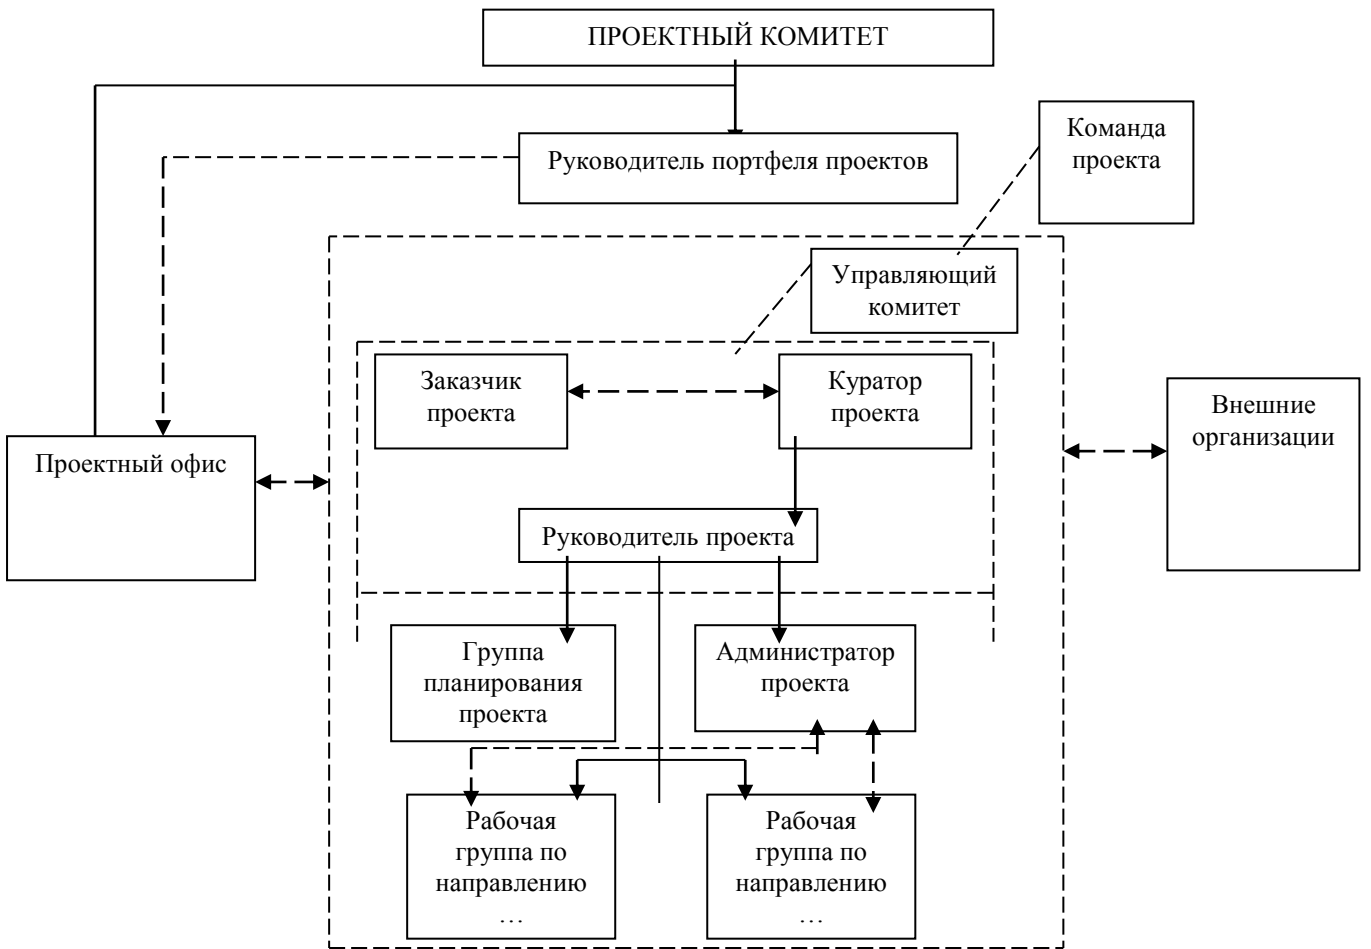 ПРОЕКТНЫЙ КОМИТЕТ
Команда
проекта
Руководитель портфеля проектов
Управляющий
комитет
Заказчик
проекта
Куратор
проекта
Внешние
организации
Проектный офис
Руководитель проекта
Группа
планирования
проекта
Администратор
проекта
Рабочая
группа по
направлению
…
Рабочая
группа по
направлению
…